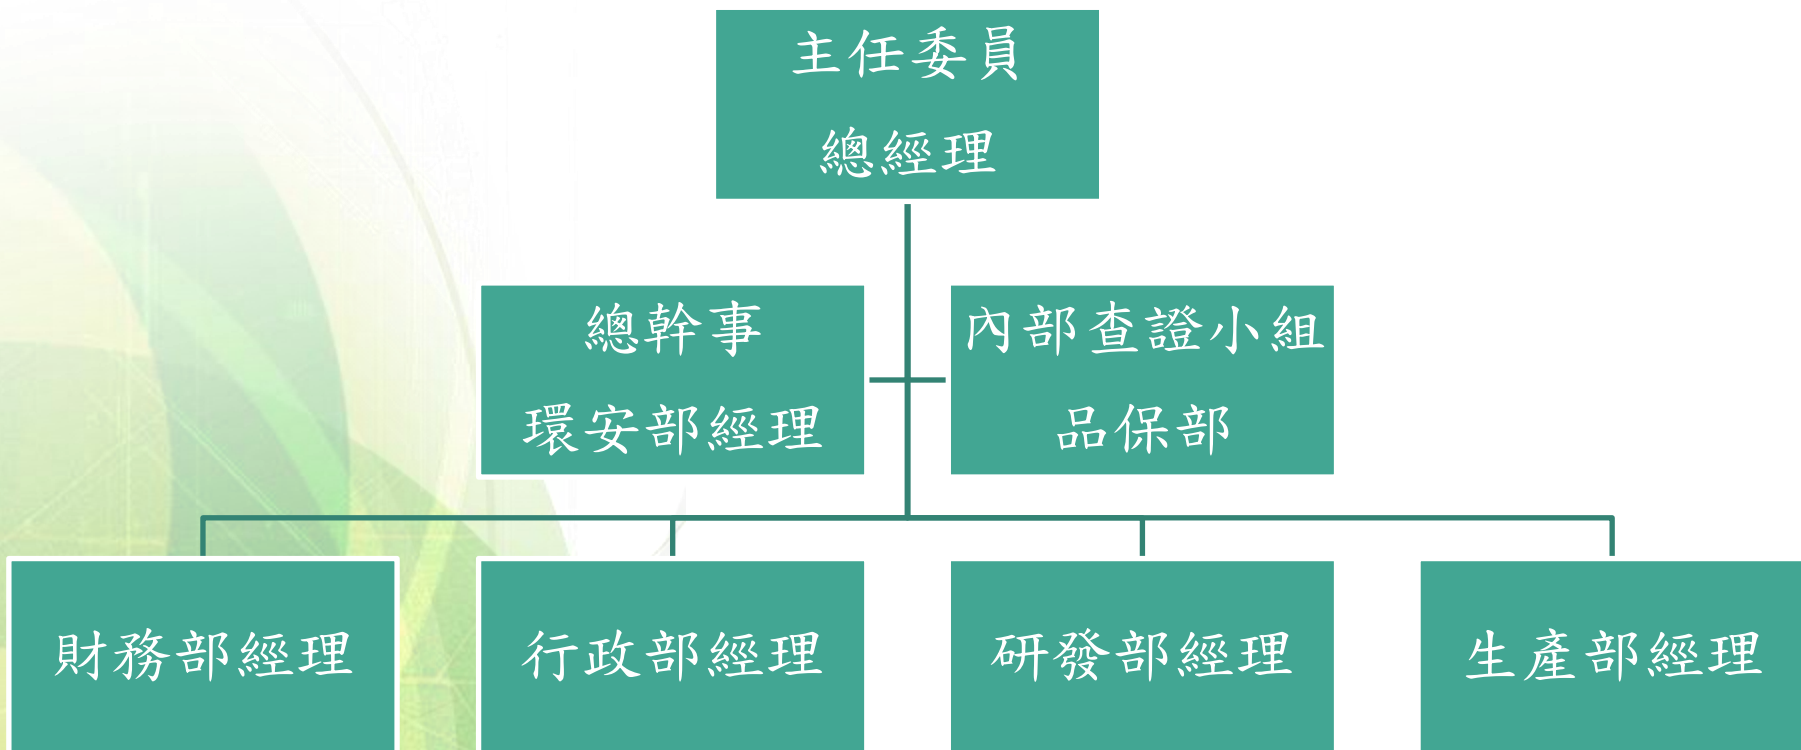 主任委員
總經理
總幹事
環安部經理
內部查證小組
品保部
財務部經理
行政部經理
研發部經理
生產部經理